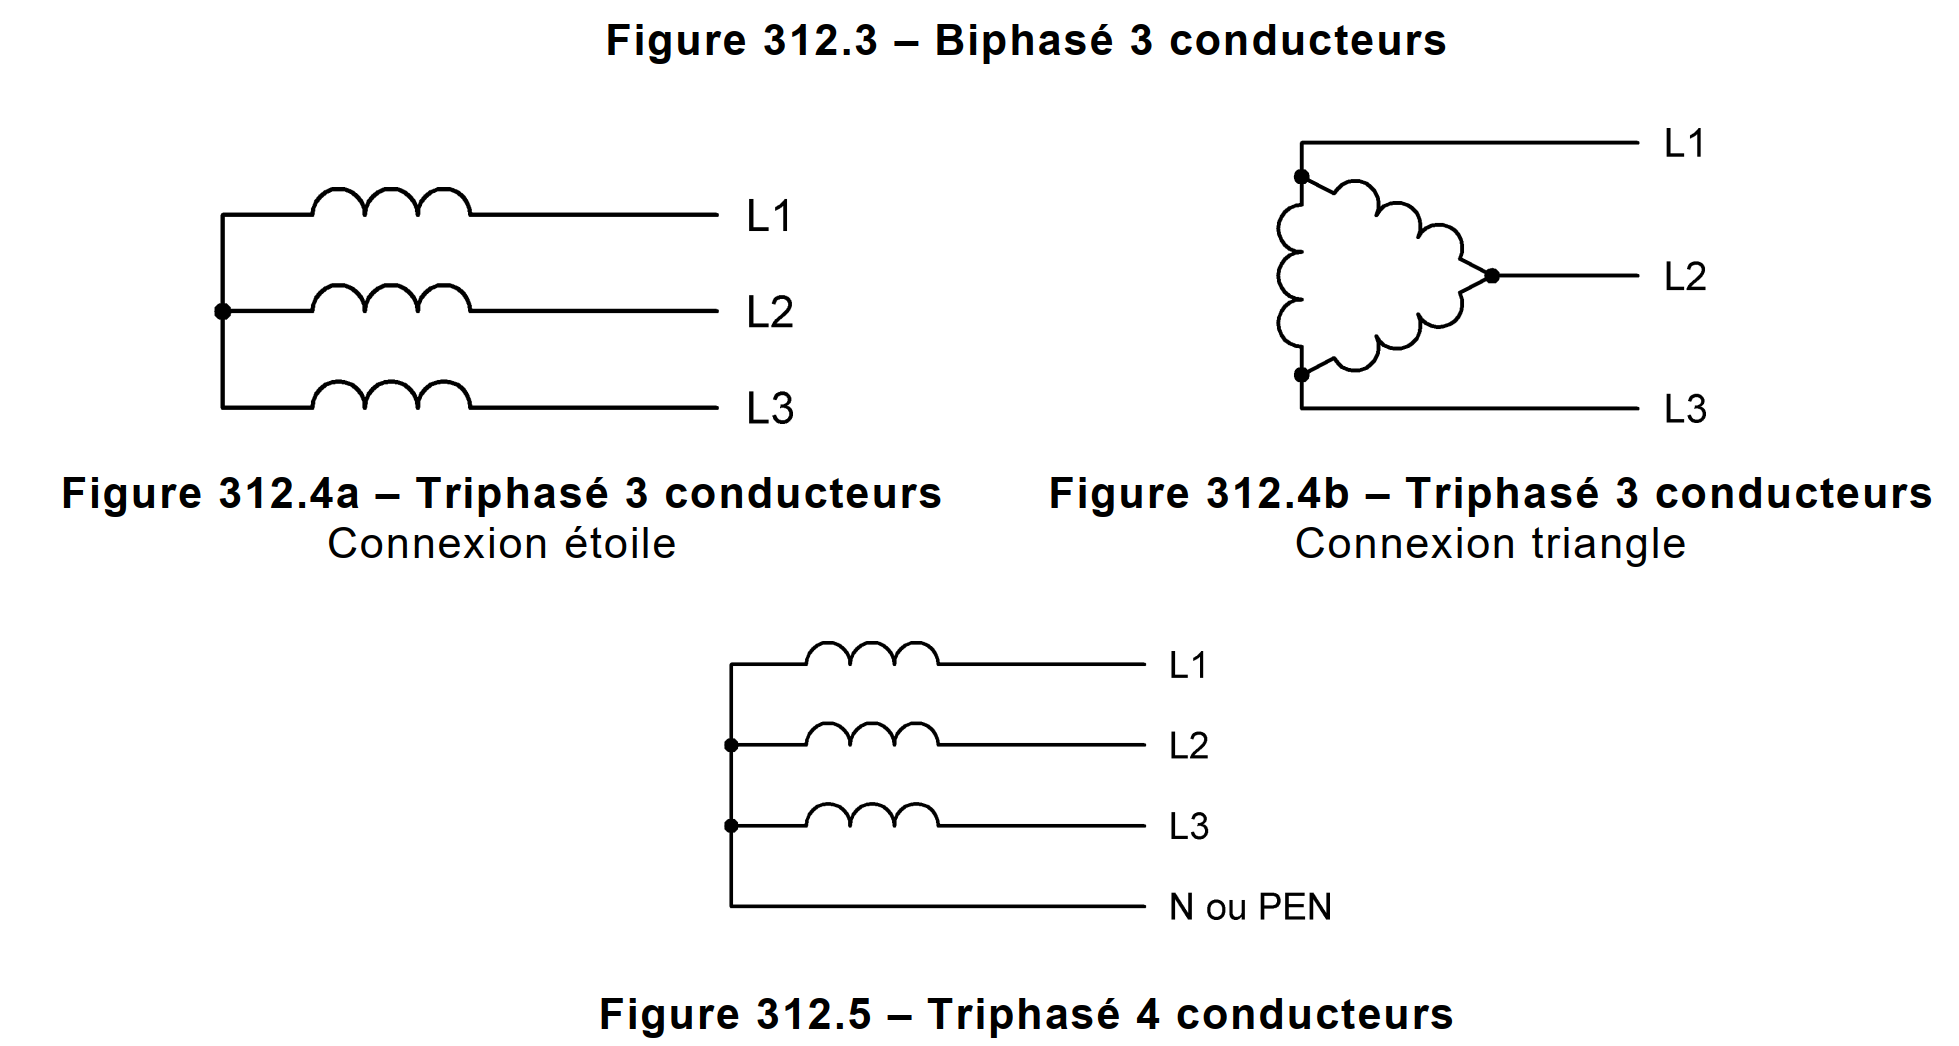 Figure 312.3 – Biphasé 3 conducteurs
L1
L2
L3
Figure 312.4a – Triphasé 3 conducteurs
Connexion étoile
L1
L2
L3
Figure 312.4b – Triphasé 3 conducteurs
Connexion triangle
L1
L2
L3
N ou PEN
Figure 312.5 – Triphasé 4 conducteurs